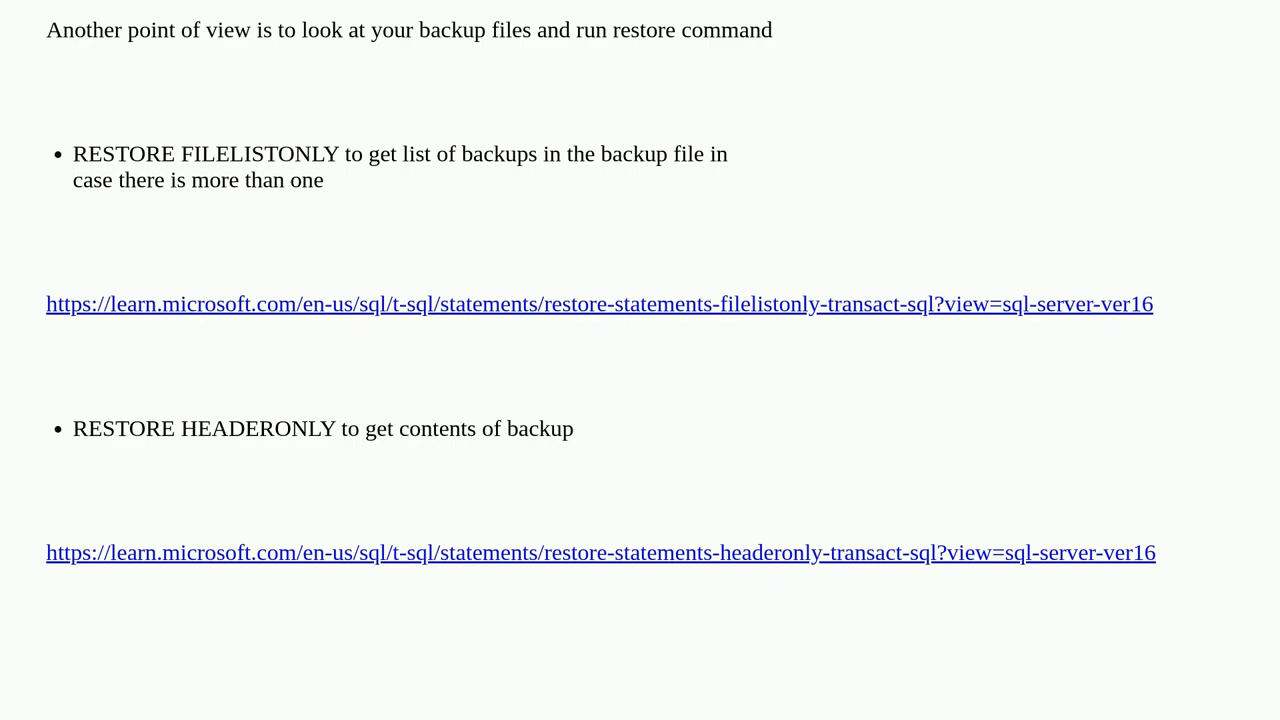 Another point of view is to look at your backup files and run restore command
• RESTORE FILELISTONLY to get list of backups in the backup file in
case there is more than one
https://learn.microsoft.com/en-us/sql/t-sql/statements/restore-statements-filelistonly-transact-sql?view=sql-server-ver16
• RESTORE HEADERONLY to get contents of backup
https://learn.microsoft.com/en-us/sql/t-sql/statements/restore-statements-headeronly-transact-sql?view=sql-server-ver16